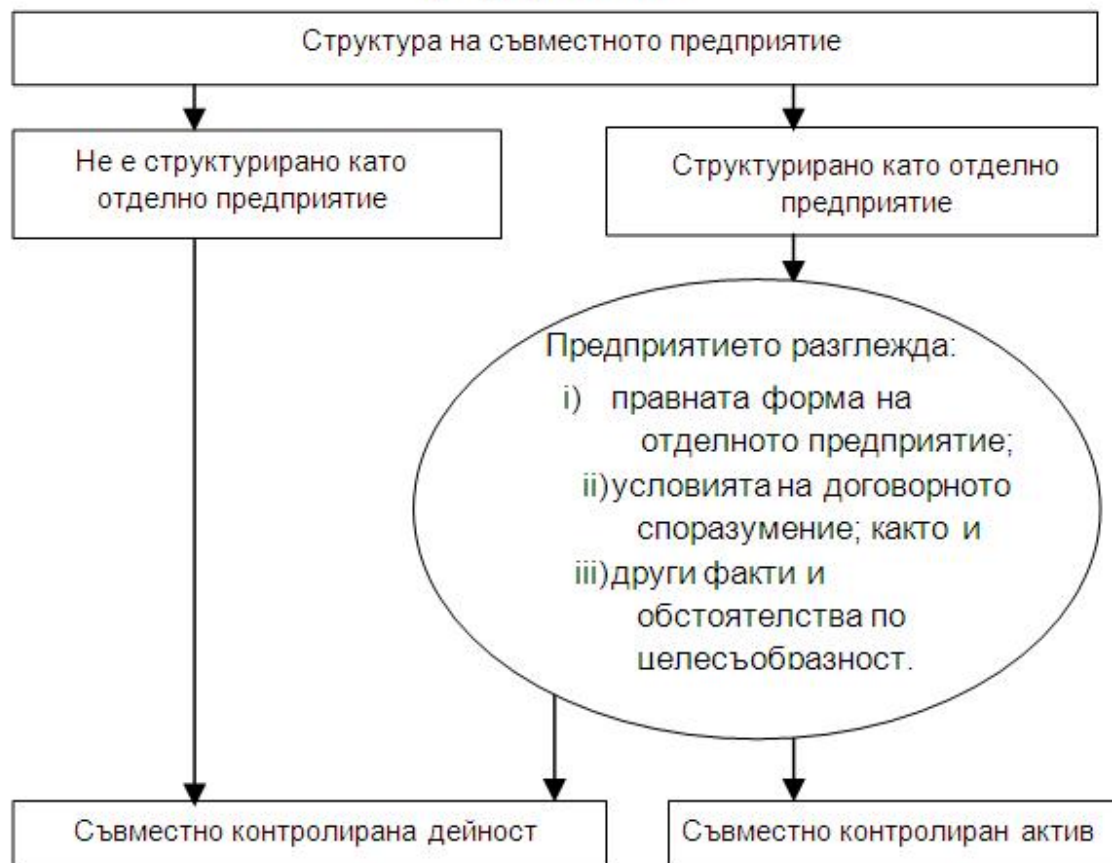 Структура на съвместното предприятие
Не е структурирано като
отделно предприятие
Структурирано като отделно
предприятие
Предприятието разглежда:
i) правната форма на
отделното предприятие;
ii) условията на договорното
споразумение; както и
iii) други факти и
обстоятелства по
целесъобразност.
Съвместно контролирана дейност
Съвместно контролиран актив